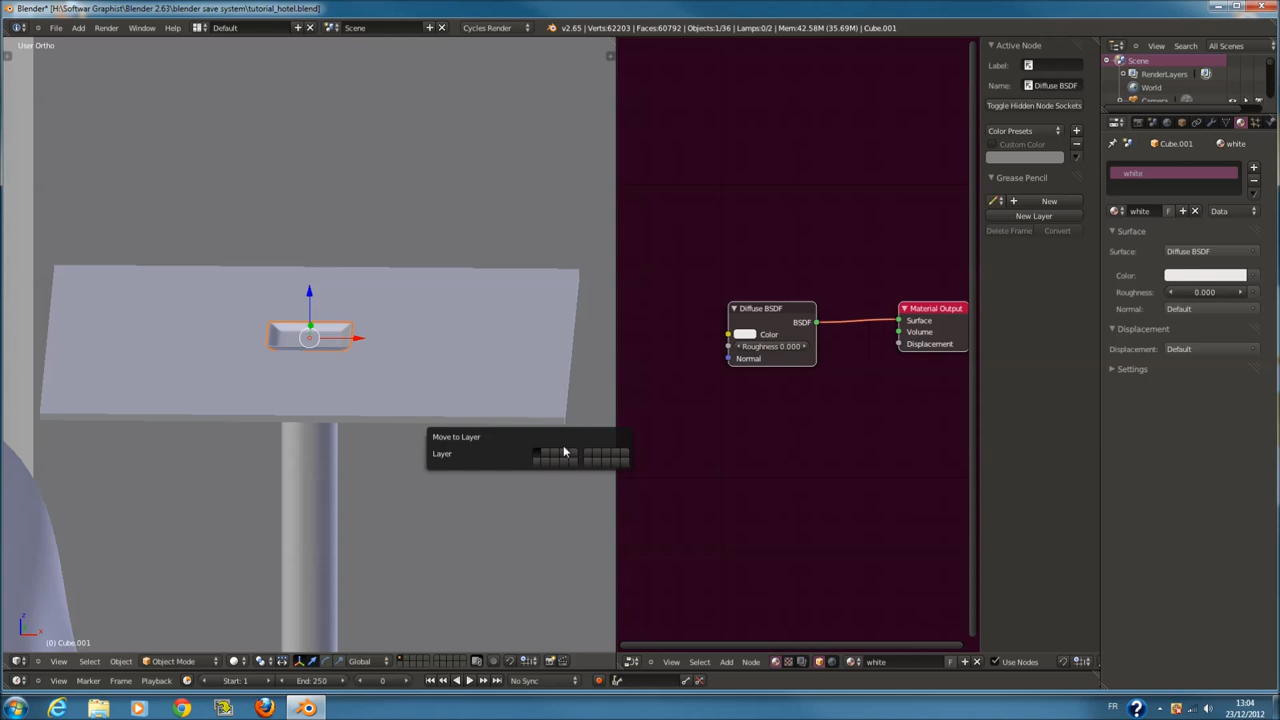 Blender* [H:\Softwar Graphist\Blender 2.63\blender save system\tutorial_hotel.blend]
File Add Render Window Help Default Scene Cycles Render v2.65 | Verts:62203 | Faces:60792 | Objects:1/36 | Lamps:0/2 | Mem:42.58M (35.69M) | Cube.001
User Ortho
Active Node
Label:
Name: Diffuse BSDF
Toggle Hidden Node Sockets
Color Presets
Custom Color
Grease Pencil
New
New Layer
Delete Frame Convert
View Search All Scenes
Scene
RenderLayers
World
Camera
Cube.001 white
white
white F Data
Surface
Surface: Diffuse BSDF
Color:
Roughness: 0.000
Normal: Default
Displacement
Displacement: Default
Settings
Diffuse BSDF
BSDF
Color
Roughness 0.000
Normal
Material Output
Surface
Volume
Displacement
Move to Layer
Layer
z
x
(0) Cube.001
View Select Object Object Mode Global
View Select Add Node white F Use Nodes
View Marker Frame Playback Start: 1 End: 250 0 No Sync
FR 13:04
23/12/2012